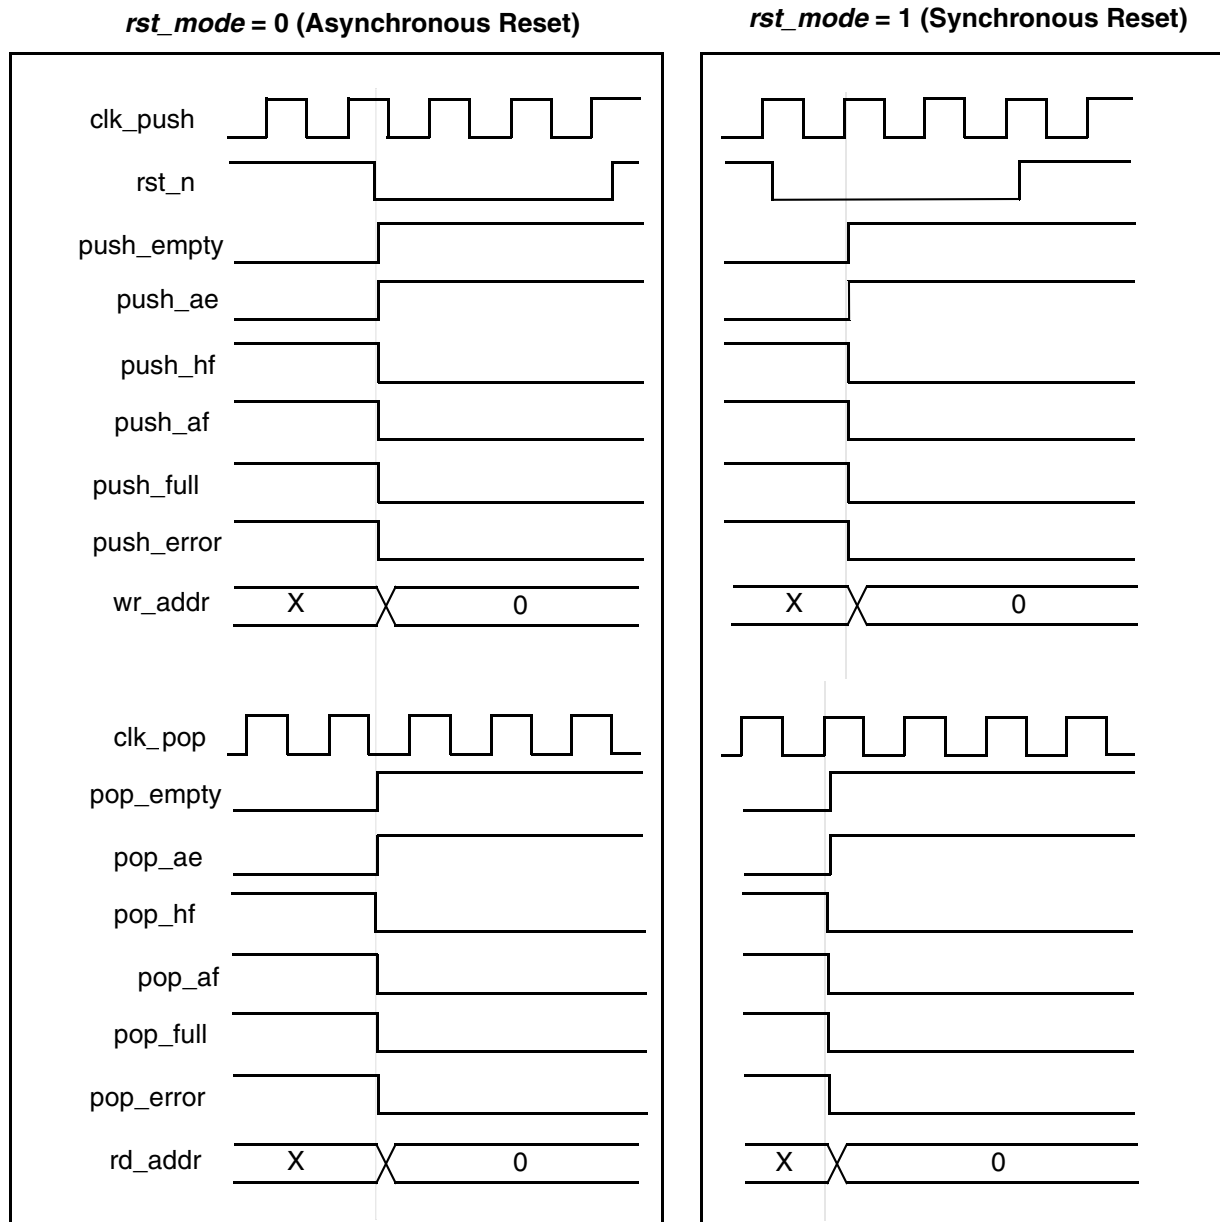 rst_mode = 0 (Asynchronous Reset)
rst_mode = 1 (Synchronous Reset)
clk_push
rst_n
push_empty
push_ae
push_hf
push_af
push_full
push_error
wr_addr X 0 X 0
clk_pop
pop_empty
pop_ae
pop_hf
pop_af
pop_full
pop_error
rd_addr X 0 X 0